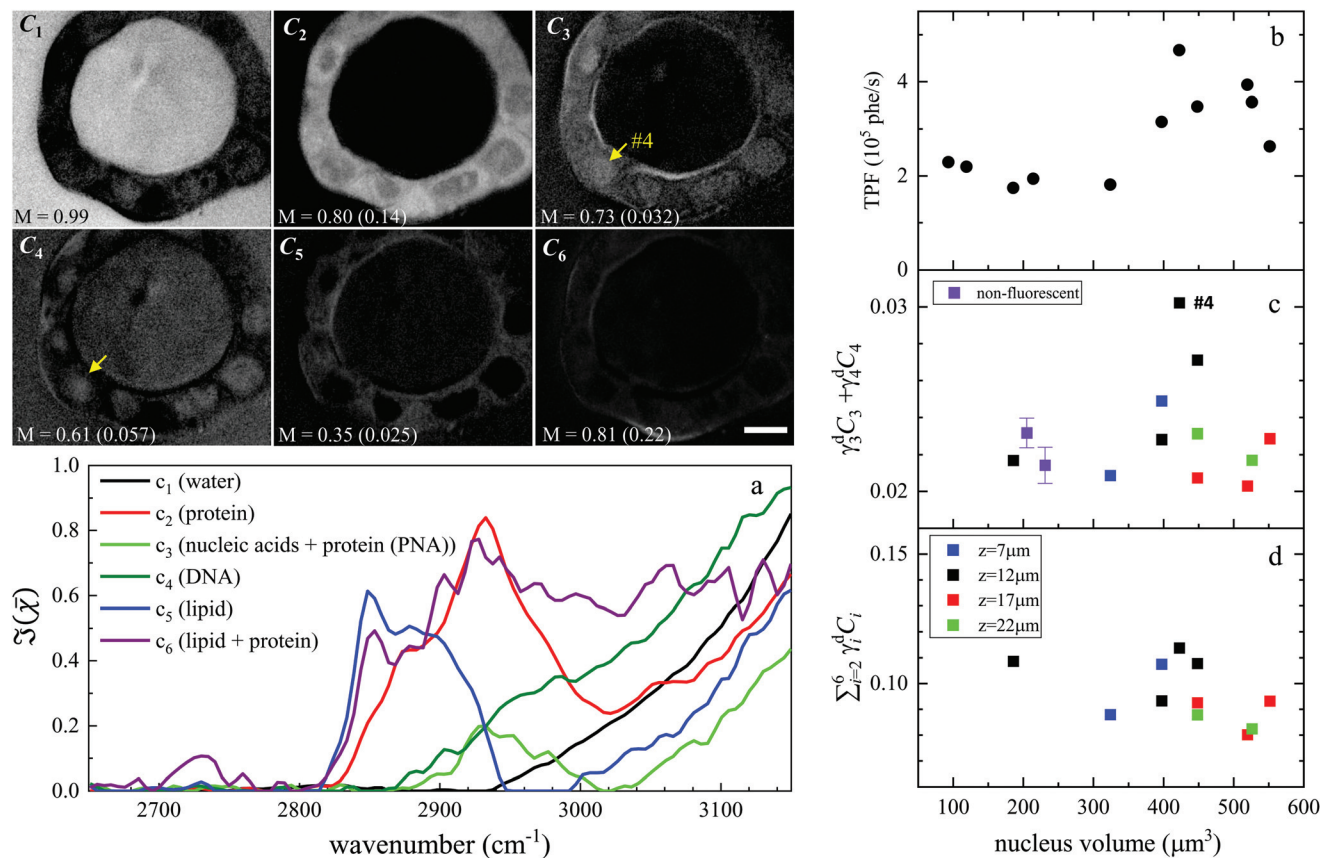 C₁
C₂
C₃
#4
M = 0.99
M = 0.80 (0.14)
M = 0.73 (0.032)
C₄
C₅
C₆
M = 0.61 (0.057)
M = 0.35 (0.025)
M = 0.81 (0.22)
a
1.0
0.8
0.6
0.4
0.2
0.0
ℑ(χ̄)
c₁ (water)
c₂ (protein)
c₃ (nucleic acids + protein (PNA))
c₄ (DNA)
c₅ (lipid)
c₆ (lipid + protein)
2700 2800 2900 3000 3100
wavenumber (cm⁻¹)
b
4
2
0
TPF (10⁵ phe/s)
non-fluorescent
#4
c
0.03
0.02
γ₃ᵈC₃ +γ₄ᵈC₄
d
z=7μm
z=12μm
z=17μm
z=22μm
0.15
0.10
∑⁶ᵢ₌₂ γᵢᵈCᵢ
100 200 300 400 500 600
nucleus volume (μm³)